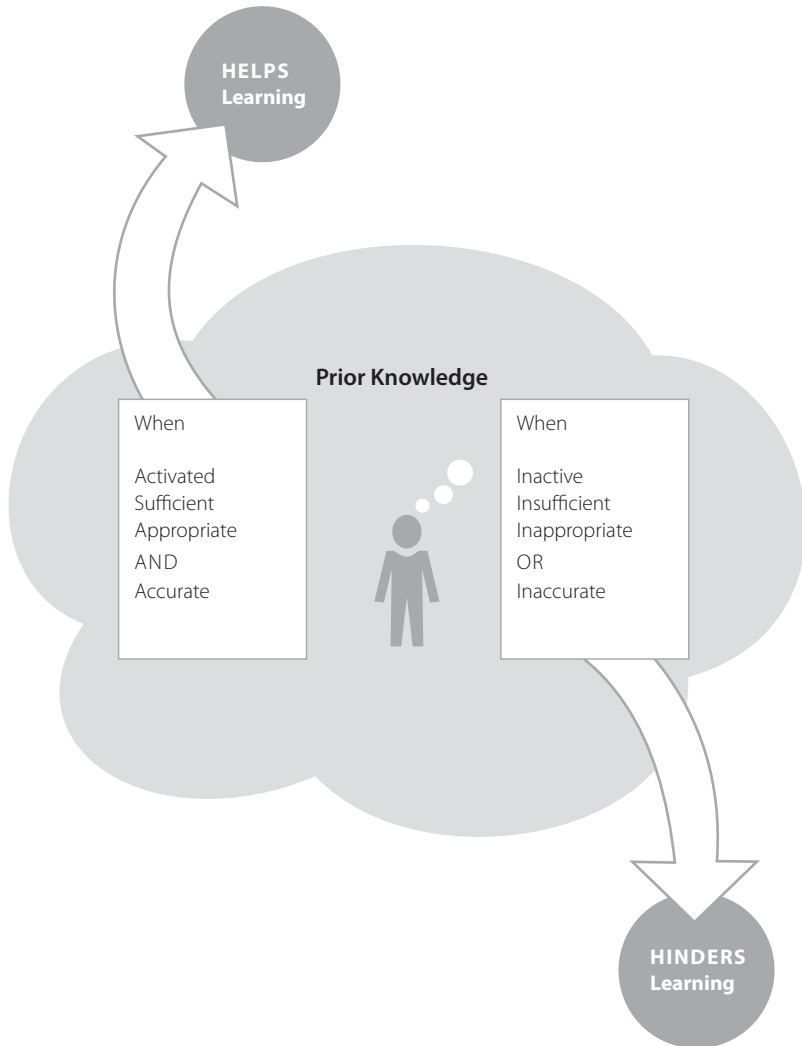 HELPS
Learning
Prior Knowledge
When
Activated
Sufficient
Appropriate
AND
Accurate
When
Inactive
Insufficient
Inappropriate
OR
Inaccurate
HINDERS
Learning